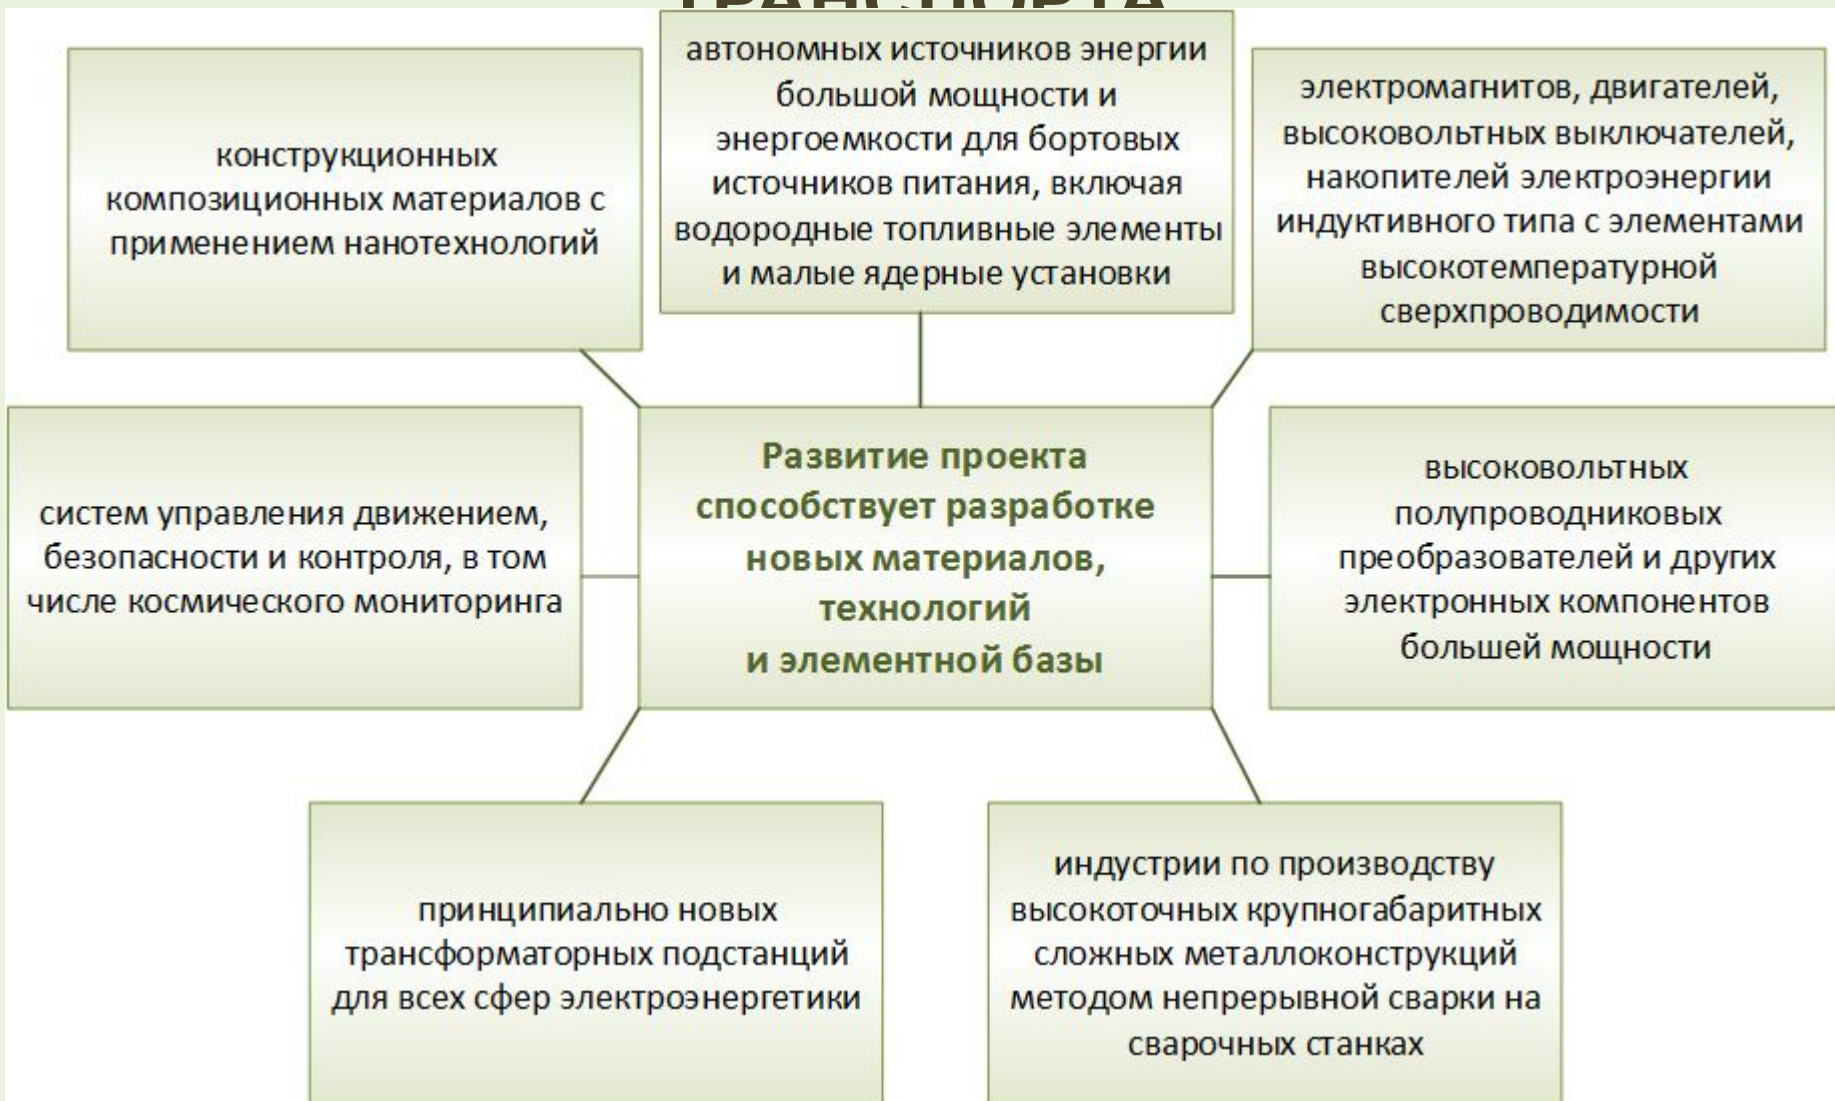 ТРАНСПОРТА
конструкционных
композиционных материалов с
применением нанотехнологий
автономных источников энергии
большой мощности и
энергоемкости для бортовых
источников питания, включая
водородные топливные элементы
и малые ядерные установки
электромагнитов, двигателей,
высоковольтных выключателей,
накопителей электроэнергии
индуктивного типа с элементами
высокотемпературной
сверхпроводимости
систем управления движением,
безопасности и контроля, в том
числе космического мониторинга
Развитие проекта
способствует разработке
новых материалов,
технологий
и элементной базы
высоковольтных
полупроводниковых
преобразователей и других
электронных компонентов
большей мощности
принципиально новых
трансформаторных подстанций
для всех сфер электроэнергетики
индустрии по производству
высокоточных крупногабаритных
сложных металлоконструкций
методом непрерывной сварки на
сварочных станках